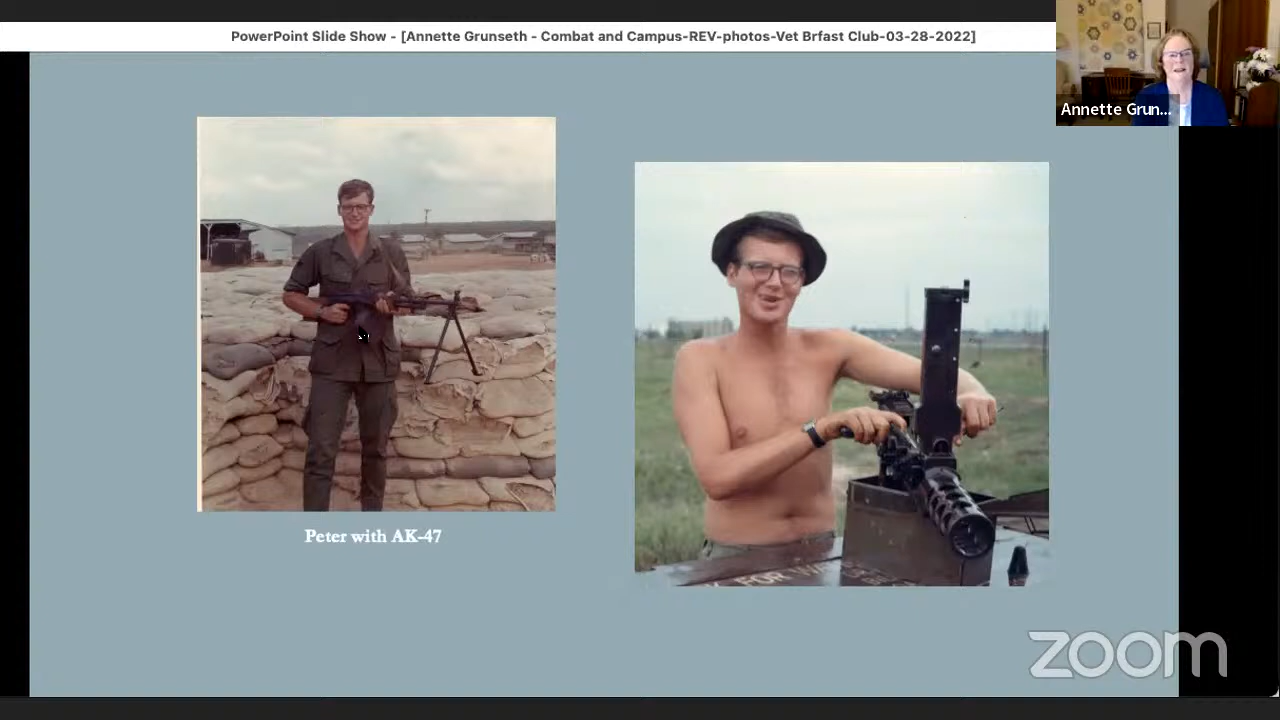 PowerPoint Slide Show - [Annette Grunseth - Combat and Campus-REV-photos-Vet Brfast Club-03-28-2022]
Annette Grun...
Peter with AK-47
FOR
zoom